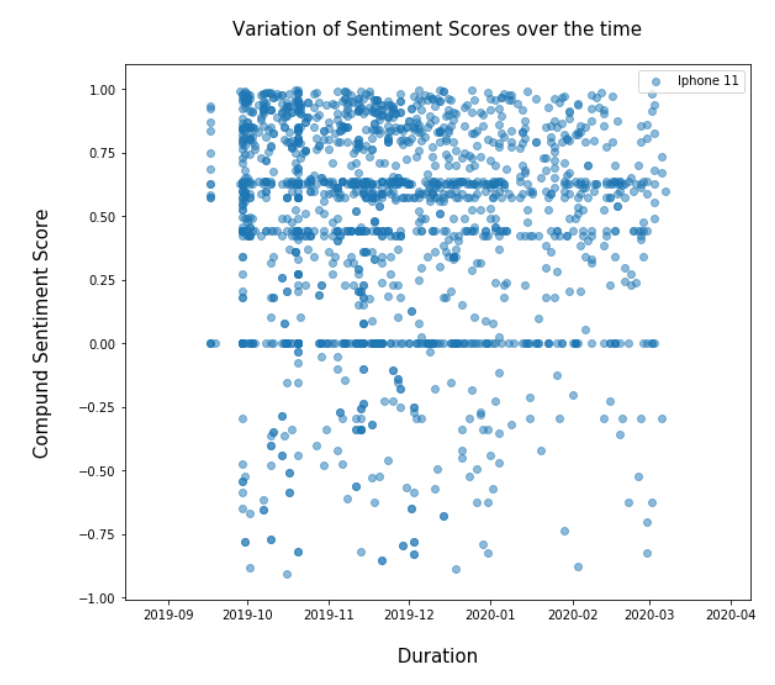 Variation of Sentiment Scores over the time
Iphone 11
1.00
0.75
0.50
0.25
0.00
−0.25
−0.50
−0.75
−1.00
Compund Sentiment Score
2019-09 2019-10 2019-11 2019-12 2020-01 2020-02 2020-03 2020-04
Duration